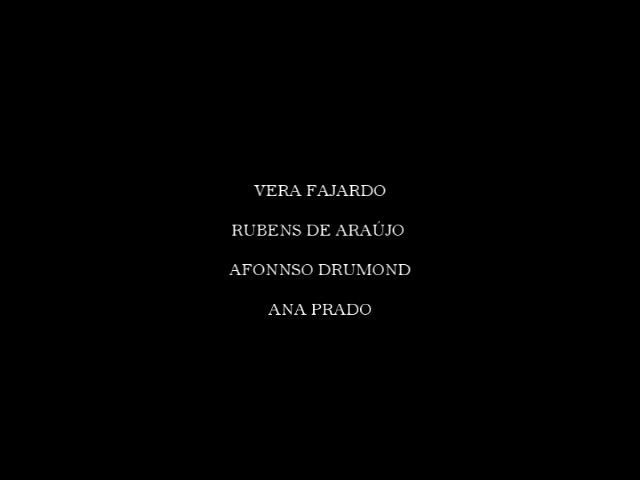 VERA FAJARDO
RUBENS DE ARAÚJO
AFONNSO DRUMOND
ANA PRADO